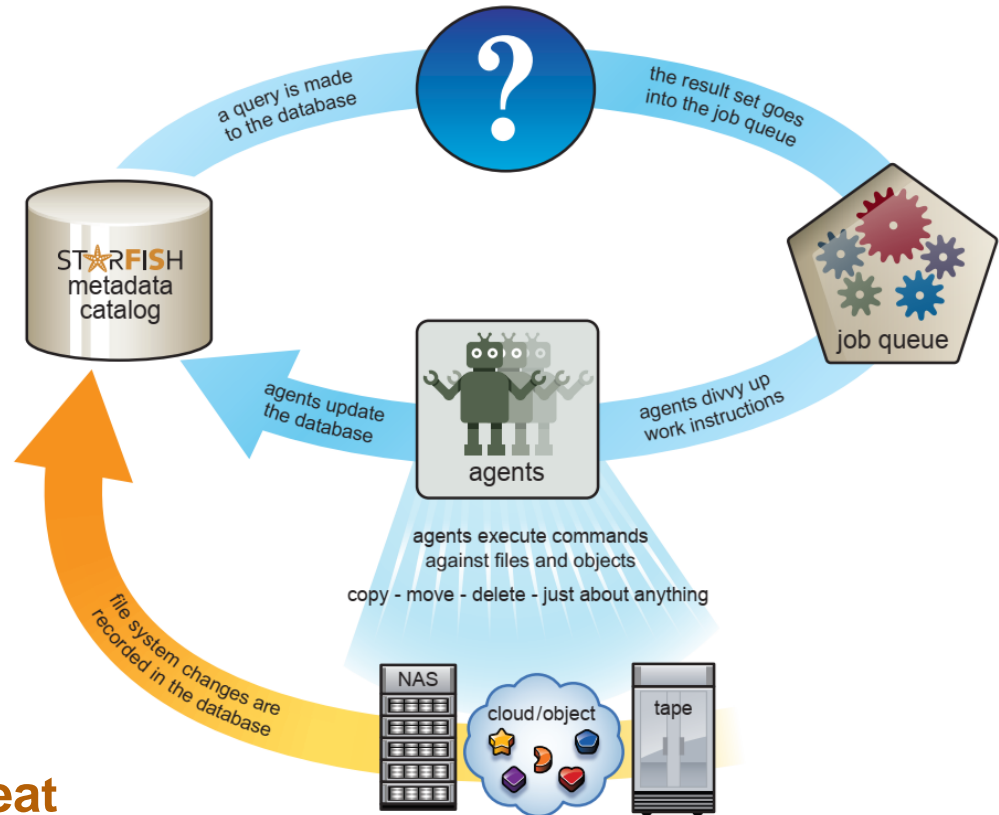 ?
a query is made
to the database
the result set goes
into the job queue
STARFISH
metadata
catalog
job queue
agents update
the database
agents divvy up
work instructions
agents
agents execute commands
against files and objects
copy - move - delete - just about anything
file system changes are
recorded in the database
NAS
cloud/object
tape
eat